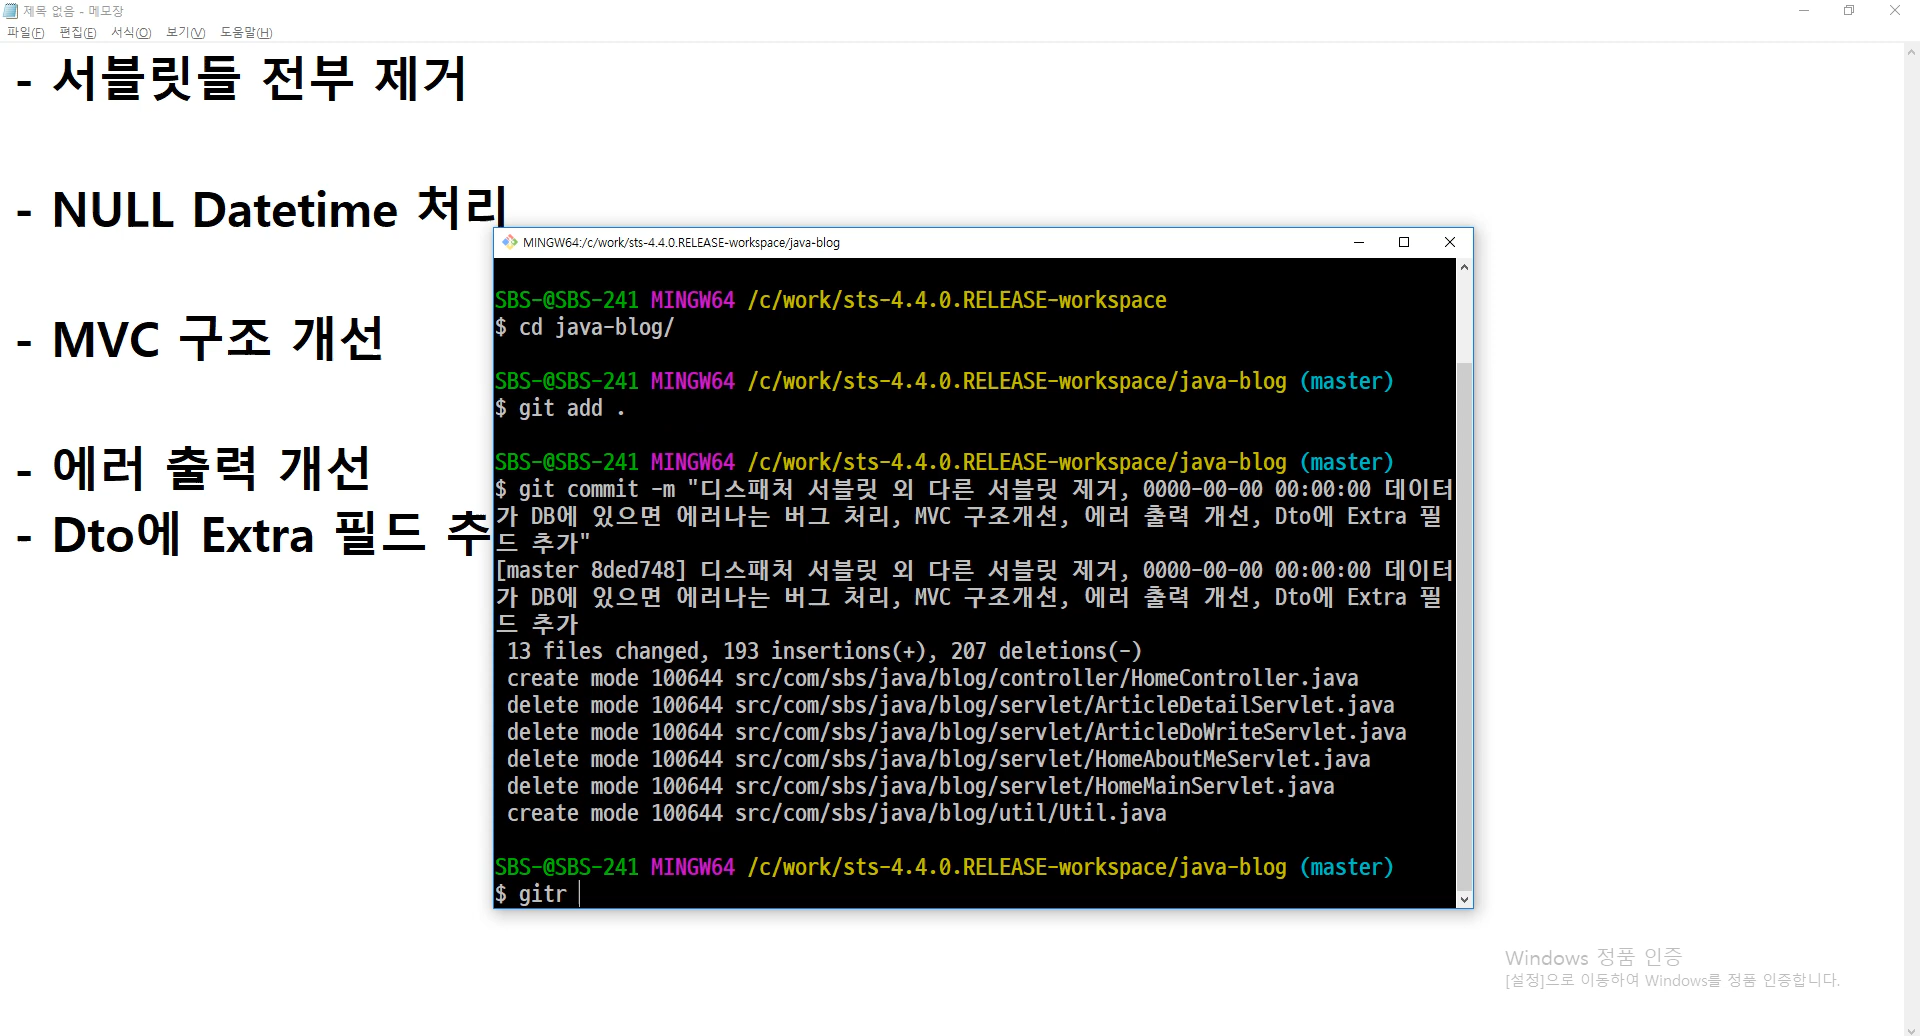 제목 없음 - 메모장
파일(F) 편집(E) 서식(O) 보기(V) 도움말(H)
- 서블릿들 전부 제거
- NULL Datetime 처리
- MVC 구조 개선
- 에러 출력 개선
- Dto에 Extra 필드 추
MINGW64:/c/work/sts-4.4.0.RELEASE-workspace/java-blog
SBS-@SBS-241 MINGW64 /c/work/sts-4.4.0.RELEASE-workspace
$ cd java-blog/
SBS-@SBS-241 MINGW64 /c/work/sts-4.4.0.RELEASE-workspace/java-blog (master)
$ git add .
SBS-@SBS-241 MINGW64 /c/work/sts-4.4.0.RELEASE-workspace/java-blog (master)
$ git commit -m "디스패처 서블릿 외 다른 서블릿 제거, 0000-00-00 00:00:00 데이터
가 DB에 있으면 에러나는 버그 처리, MVC 구조개선, 에러 출력 개선, Dto에 Extra 필
드 추가"
[master 8ded748] 디스패처 서블릿 외 다른 서블릿 제거, 0000-00-00 00:00:00 데이터
가 DB에 있으면 에러나는 버그 처리, MVC 구조개선, 에러 출력 개선, Dto에 Extra 필
드 추가
13 files changed, 193 insertions(+), 207 deletions(-)
create mode 100644 src/com/sbs/java/blog/controller/HomeController.java
delete mode 100644 src/com/sbs/java/blog/servlet/ArticleDetailServlet.java
delete mode 100644 src/com/sbs/java/blog/servlet/ArticleDoWriteServlet.java
delete mode 100644 src/com/sbs/java/blog/servlet/HomeAboutMeServlet.java
delete mode 100644 src/com/sbs/java/blog/servlet/HomeMainServlet.java
create mode 100644 src/com/sbs/java/blog/util/Util.java
SBS-@SBS-241 MINGW64 /c/work/sts-4.4.0.RELEASE-workspace/java-blog (master)
$ gitr
Windows 정품 인증
[설정]으로 이동하여 Windows를 정품 인증합니다.